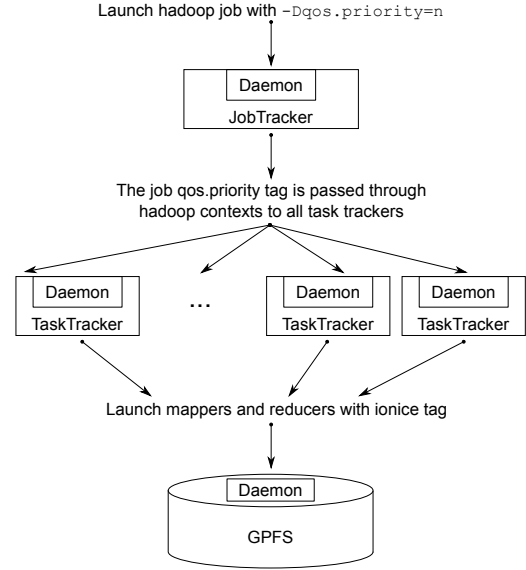 Launch hadoop job with -Dqos.priority=n
Daemon
JobTracker
The job qos.priority tag is passed through
hadoop contexts to all task trackers
Daemon ... Daemon Daemon
TaskTracker TaskTracker TaskTracker
Launch mappers and reducers with ionice tag
Daemon
GPFS